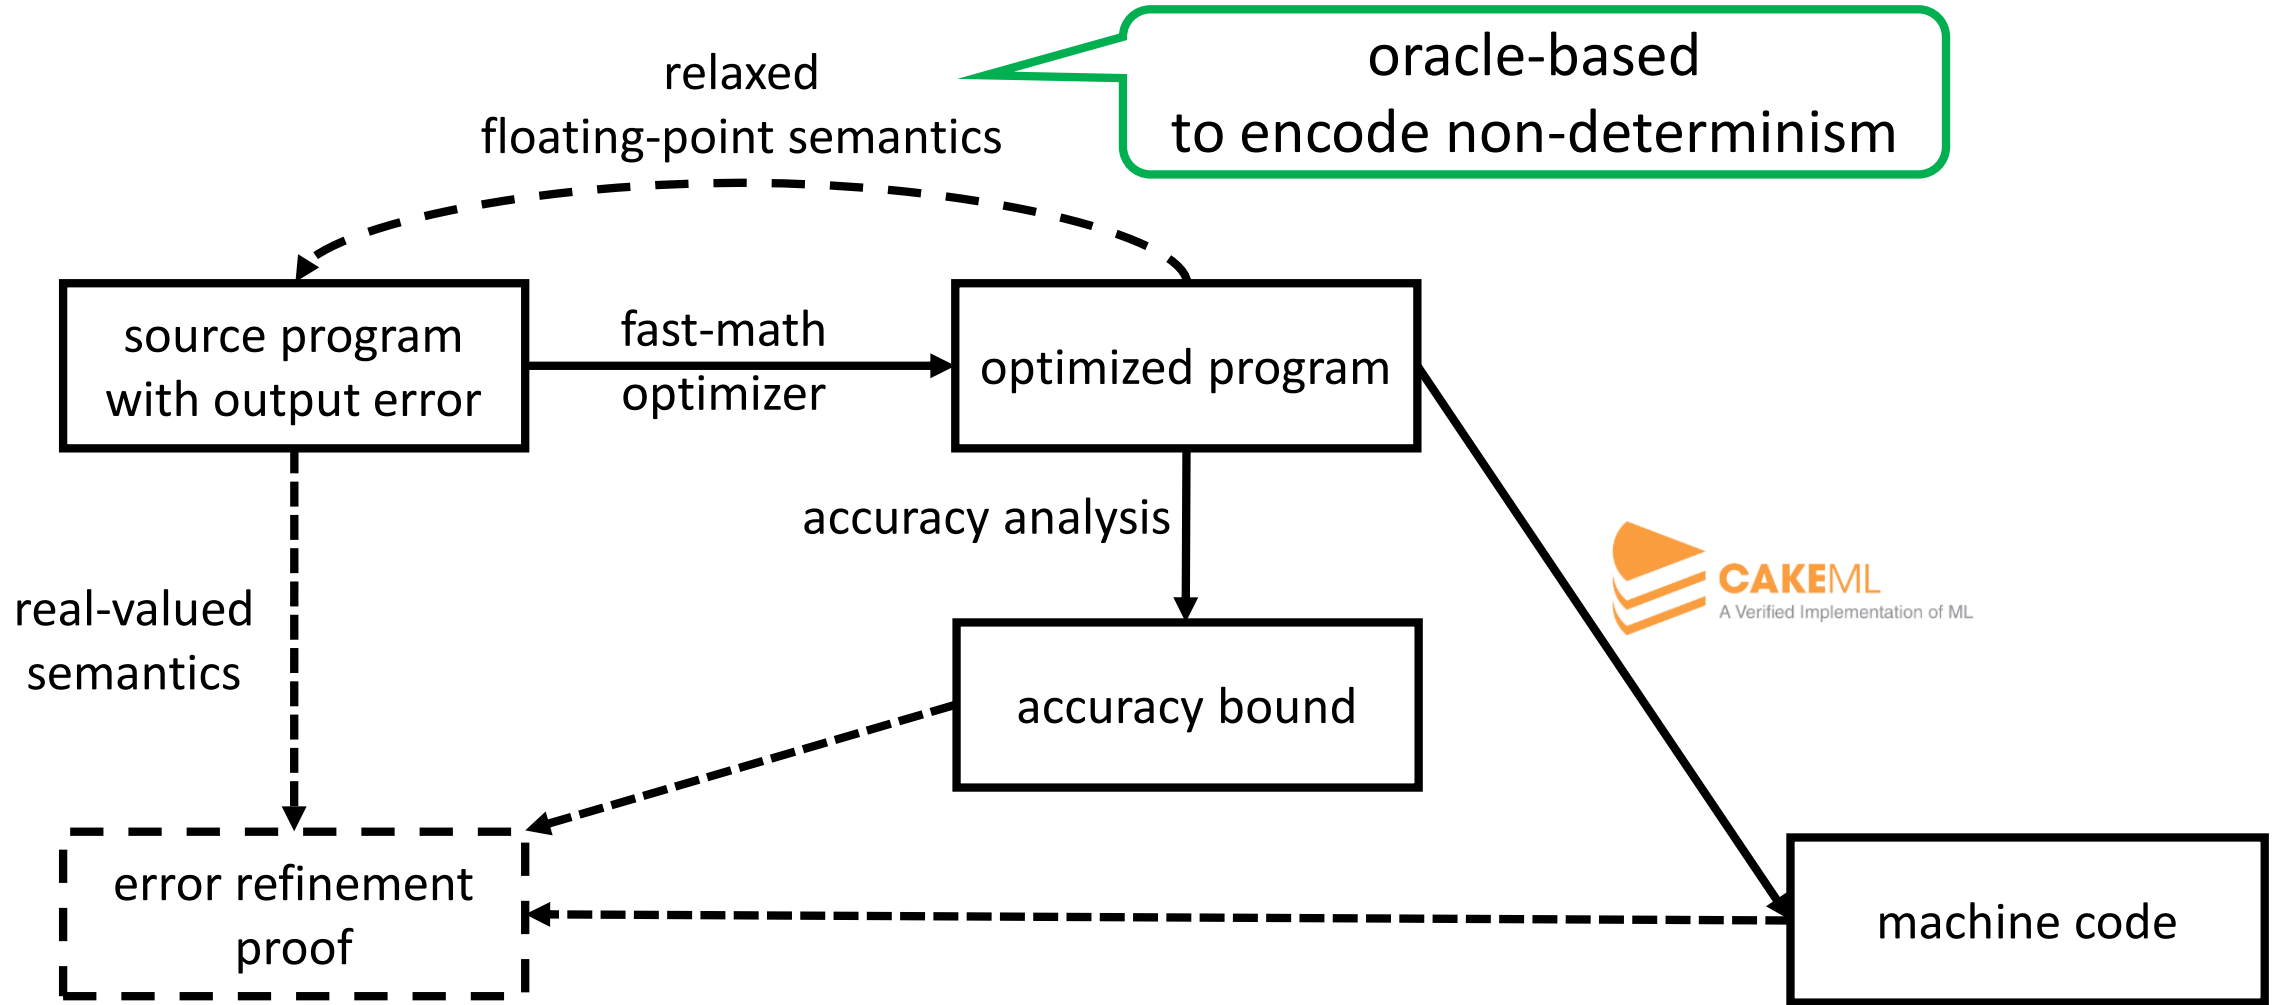 relaxed
floating-point semantics
oracle-based
to encode non-determinism
source program
with output error
fast-math
optimizer
optimized program
accuracy analysis
CAKEML
A Verified Implementation of ML
real-valued
semantics
accuracy bound
error refinement
proof
machine code